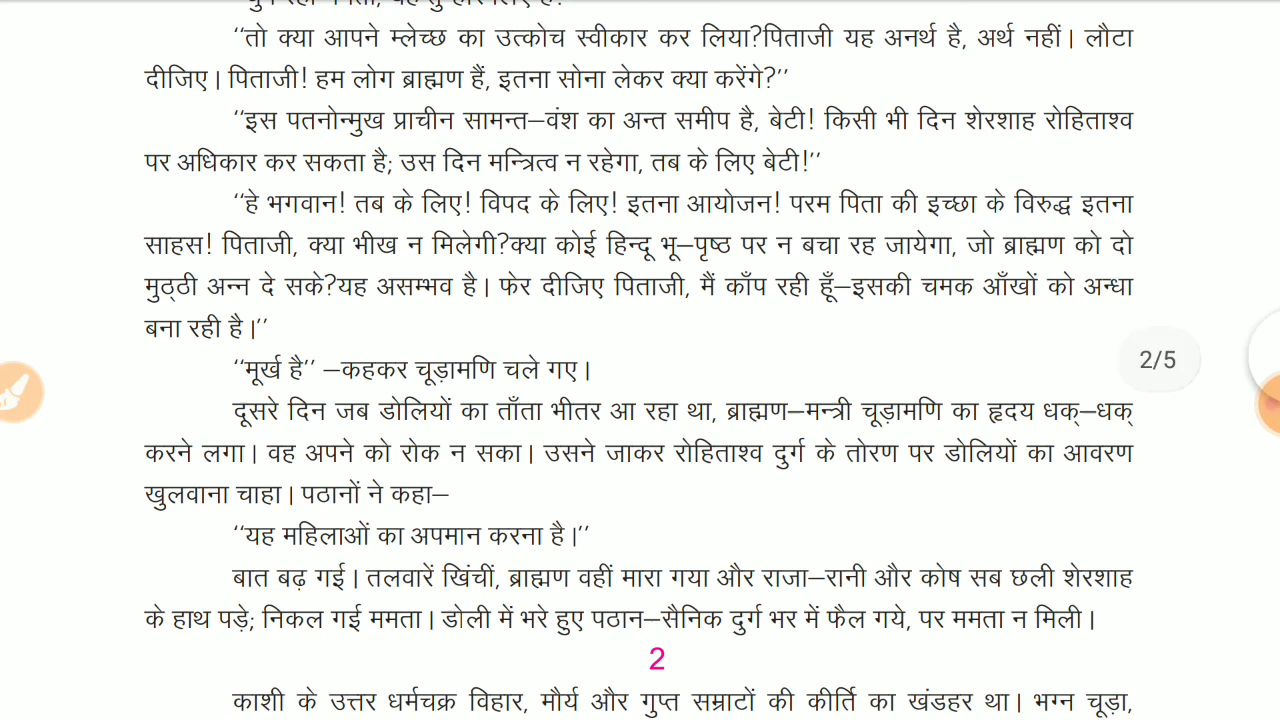 ‘‘तो क्या आपने म्लेच्छ का उत्कोच स्वीकार कर लिया?पिताजी यह अनर्थ है, अर्थ नहीं। लौटा
दीजिए। पिताजी! हम लोग ब्राह्मण हैं, इतना सोना लेकर क्या करेंगे?’’
‘‘इस पतनोन्मुख प्राचीन सामन्त–वंश का अन्त समीप है, बेटी! किसी भी दिन शेरशाह रोहिताश्व
पर अधिकार कर सकता है; उस दिन मन्त्रित्व न रहेगा, तब के लिए बेटी!’’
‘‘हे भगवान! तब के लिए! विपद के लिए! इतना आयोजन! परम पिता की इच्छा के विरुद्ध इतना
साहस! पिताजी, क्या भीख न मिलेगी?क्या कोई हिन्दू भू–पृष्ठ पर न बचा रह जायेगा, जो ब्राह्मण को दो
मुठ्ठी अन्न दे सके?यह असम्भव है। फेर दीजिए पिताजी, मैं काँप रही हूँ–इसकी चमक आँखों को अन्धा
बना रही है।’’
2/5
‘‘मूर्ख है’’ –कहकर चूड़ामणि चले गए।
दूसरे दिन जब डोलियों का ताँता भीतर आ रहा था, ब्राह्मण–मन्त्री चूड़ामणि का हृदय धक्–धक्
करने लगा। वह अपने को रोक न सका। उसने जाकर रोहिताश्व दुर्ग के तोरण पर डोलियों का आवरण
खुलवाना चाहा। पठानों ने कहा–
‘‘यह महिलाओं का अपमान करना है।’’
बात बढ़ गई। तलवारें खिंचीं, ब्राह्मण वहीं मारा गया और राजा–रानी और कोष सब छली शेरशाह
के हाथ पड़े; निकल गई ममता। डोली में भरे हुए पठान–सैनिक दुर्ग भर में फैल गये, पर ममता न मिली।
2
काशी के उत्तर धर्मचक्र विहार, मौर्य और गुप्त सम्राटों की कीर्ति का खंडहर था। भग्न चूड़ा,